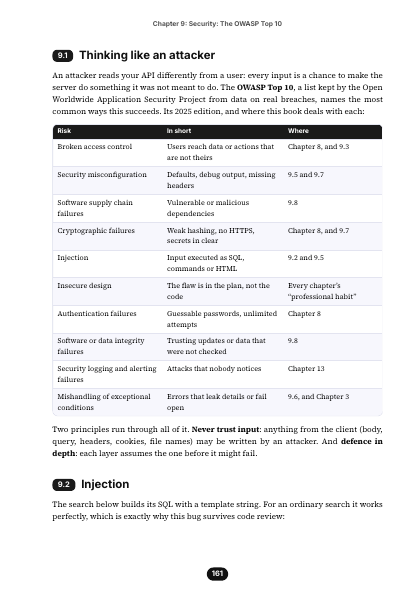 Chapter 9: Security: The OWASP Top 10
9.1 Thinking like an attacker
An attacker reads your API differently from a user: every input is a chance to make the
server do something it was not meant to do. The OWASP Top 10, a list kept by the Open
Worldwide Application Security Project from data on real breaches, names the most
common ways this succeeds. Its 2025 edition, and where this book deals with each:
Risk In short Where
Broken access control Users reach data or actions that Chapter 8, and 9.3
are not theirs
Security misconfiguration Defaults, debug output, missing 9.5 and 9.7
headers
Software supply chain Vulnerable or malicious 9.8
failures dependencies
Cryptographic failures Weak hashing, no HTTPS, Chapter 8, and 9.7
secrets in clear
Injection Input executed as SQL, 9.2 and 9.5
commands or HTML
Insecure design The flaw is in the plan, not the Every chapter's
code "professional habit"
Authentication failures Guessable passwords, unlimited Chapter 8
attempts
Software or data integrity Trusting updates or data that 9.8
failures were not checked
Security logging and alerting Attacks that nobody notices Chapter 13
failures
Mishandling of exceptional Errors that leak details or fail 9.6, and Chapter 3
conditions open
Two principles run through all of it. Never trust input: anything from the client (body,
query, headers, cookies, file names) may be written by an attacker. And defence in
depth: each layer assumes the one before it might fail.
9.2 Injection
The search below builds its SQL with a template string. For an ordinary search it works
perfectly, which is exactly why this bug survives code review:
161